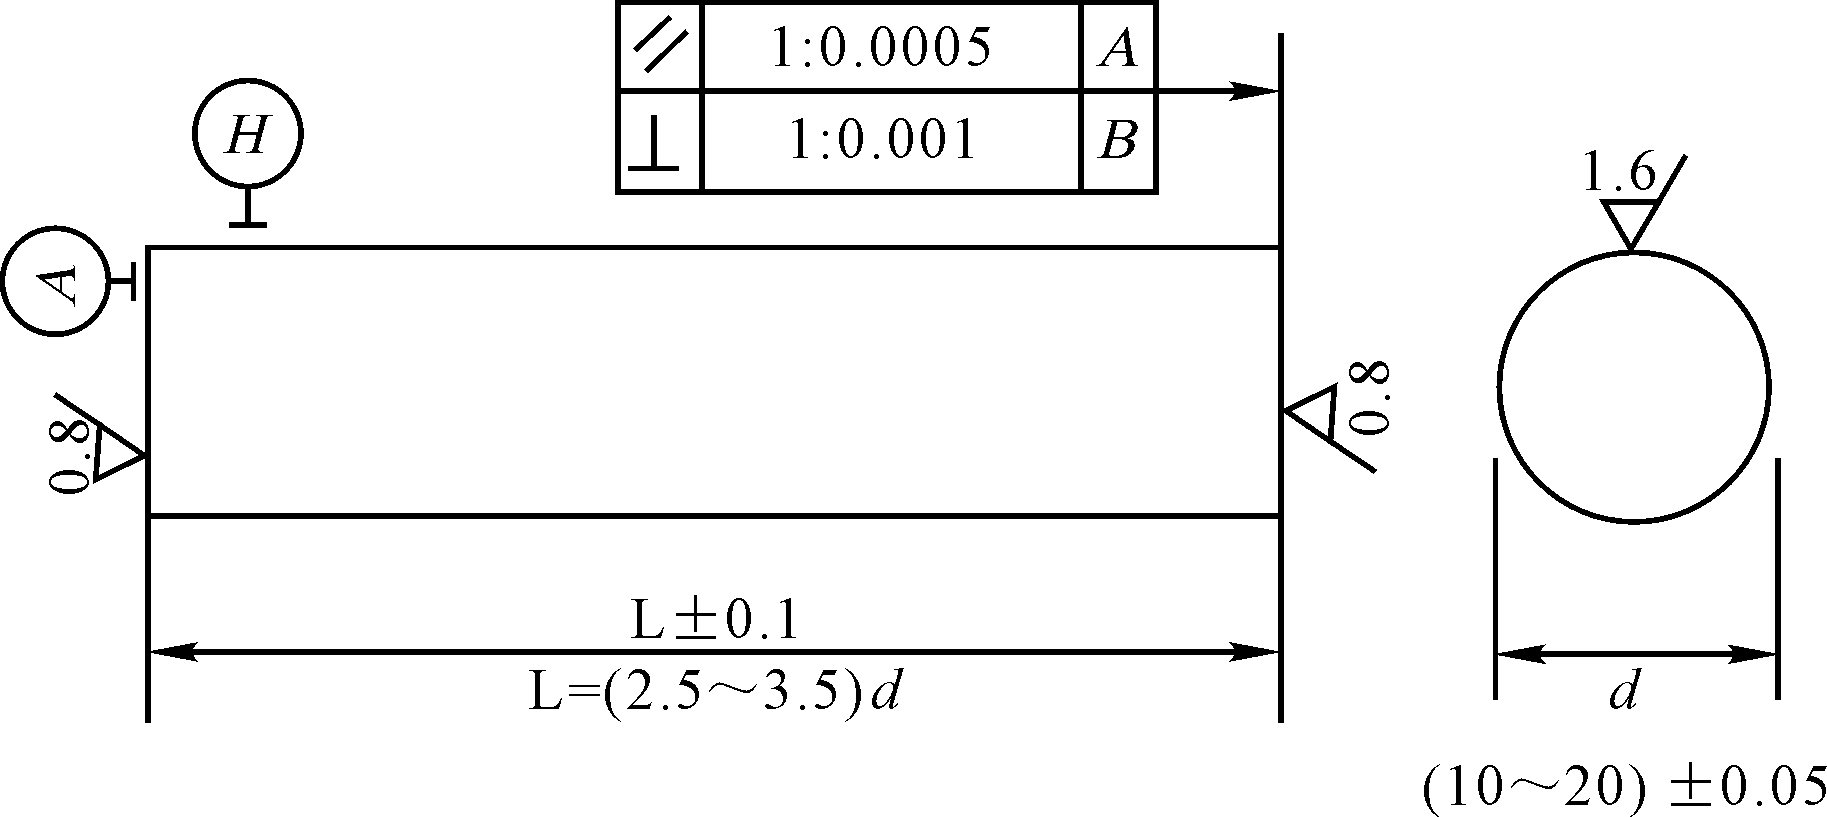 1:0.0005 A
1:0.001 B
H
A
1.6
0.8
0.8
L±0.1
L=(2.5～3.5)d
d
(10～20)±0.05